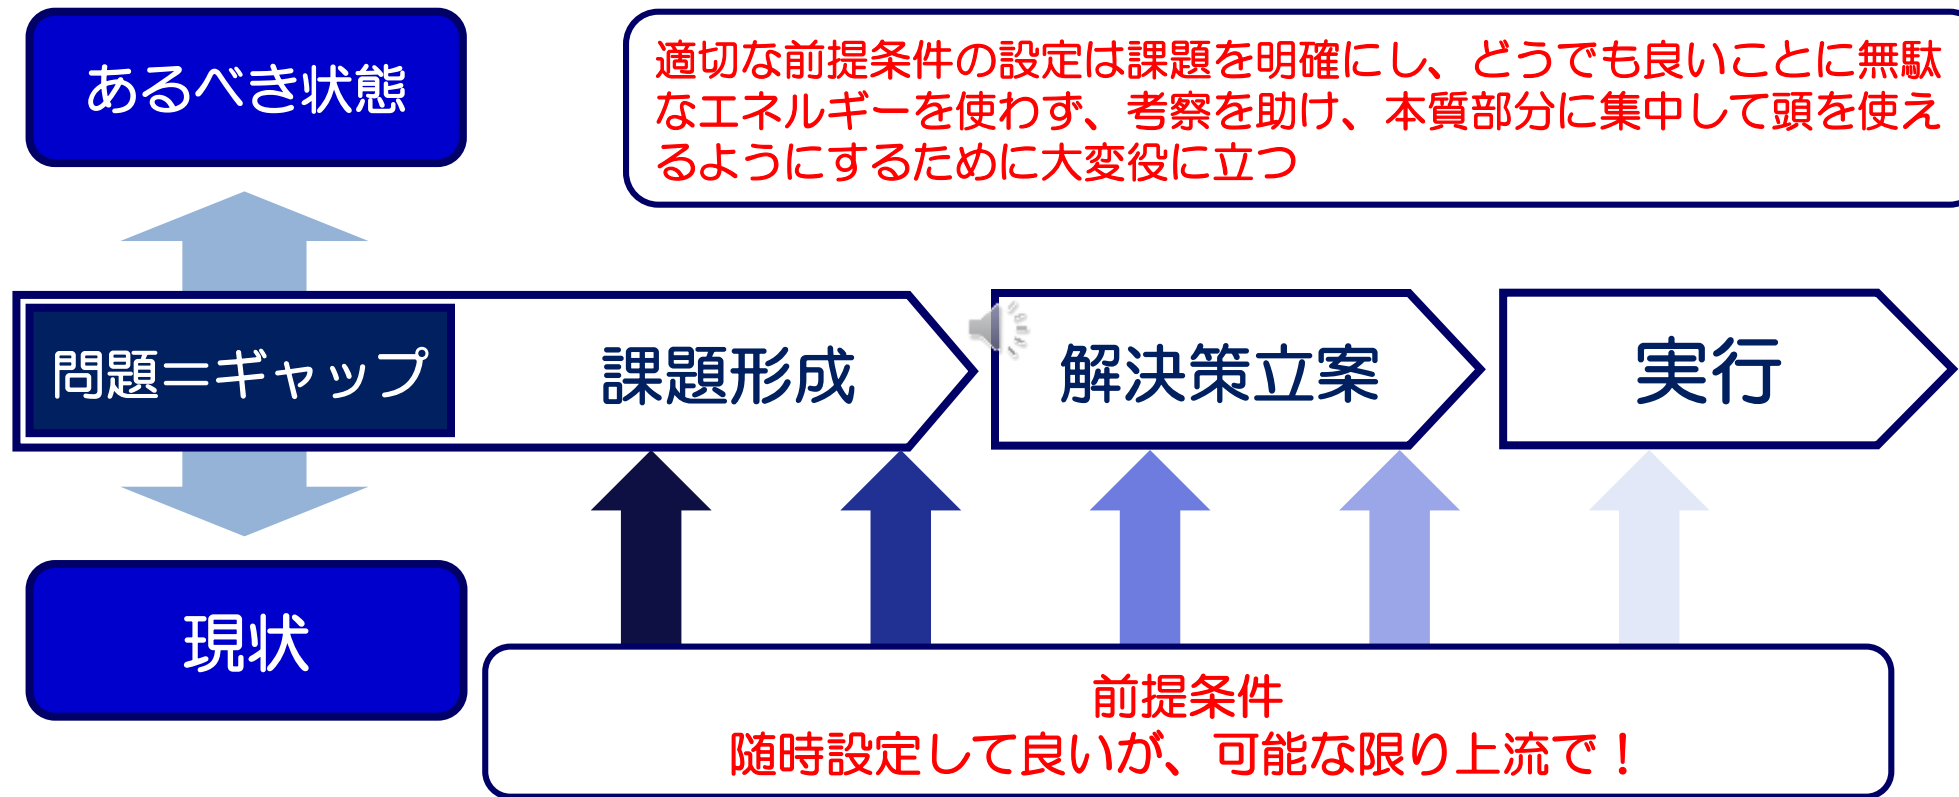 あるべき状態
適切な前提条件の設定は課題を明確にし、どうでも良いことに無駄
なエネルギーを使わず、考察を助け、本質部分に集中して頭を使え
るようにするために大変役に立つ
問題＝ギャップ
課題形成
解決策立案
実行
現状
前提条件
随時設定して良いが、可能な限り上流で！